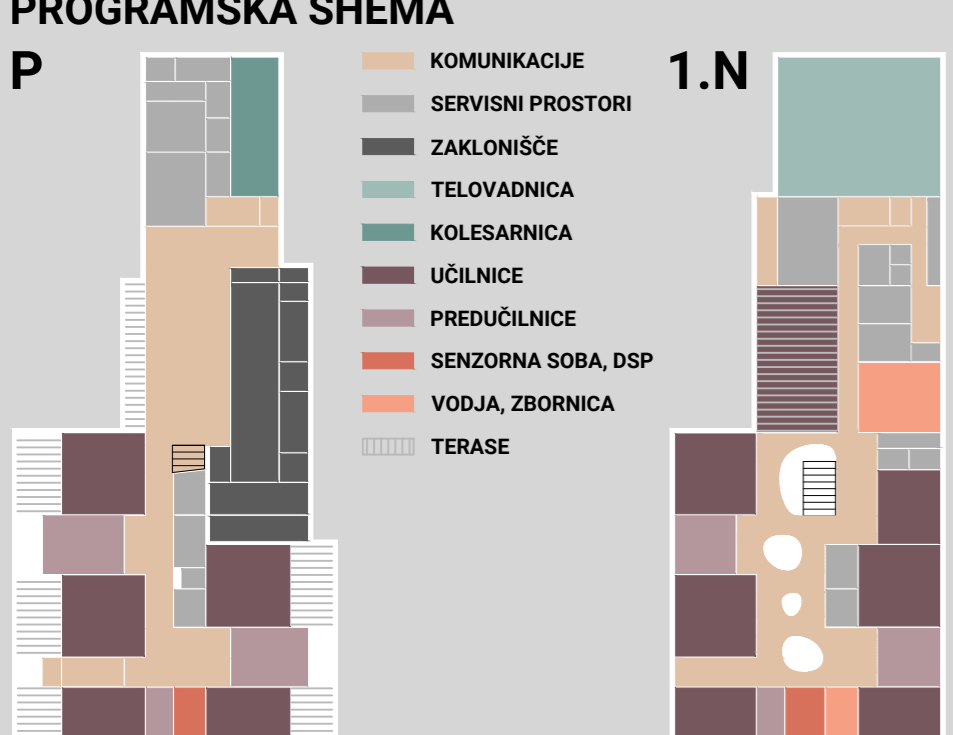 PROGRAMSKA SHEMA
P
KOMUNIKACIJE
SERVISNI PROSTORI
ZAKLONIŠČE
TELOVADNICA
KOLESARNICA
UČILNICE
PREDUČILNICE
SENZORNA SOBA, DSP
VODJA, ZBORNICA
TERASE
1.N